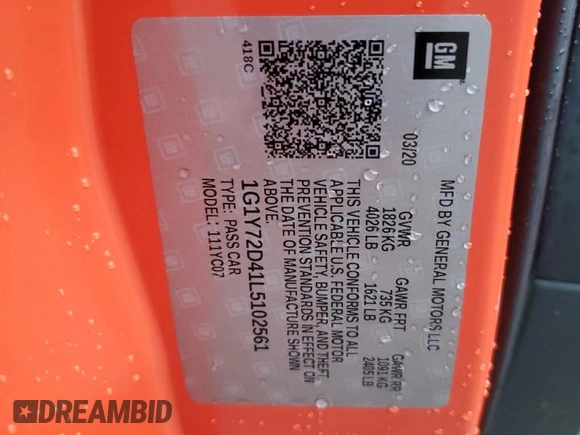 GM
MFD BY GENERAL MOTORS LLC
03/20
GVWR GAWR FRT GAWR RR
1826 KG 735 KG 1091 KG
4026 LB 1621 LB 2405 LB
THIS VEHICLE CONFORMS TO ALL
APPLICABLE U.S. FEDERAL MOTOR
VEHICLE SAFETY, BUMPER, AND THEFT
PREVENTION STANDARDS IN EFFECT ON
THE DATE OF MANUFACTURE SHOWN
ABOVE.
1G1Y72D41L5102561
TYPE: PASS CAR
MODEL: 111YC07
418C
DREAMBID